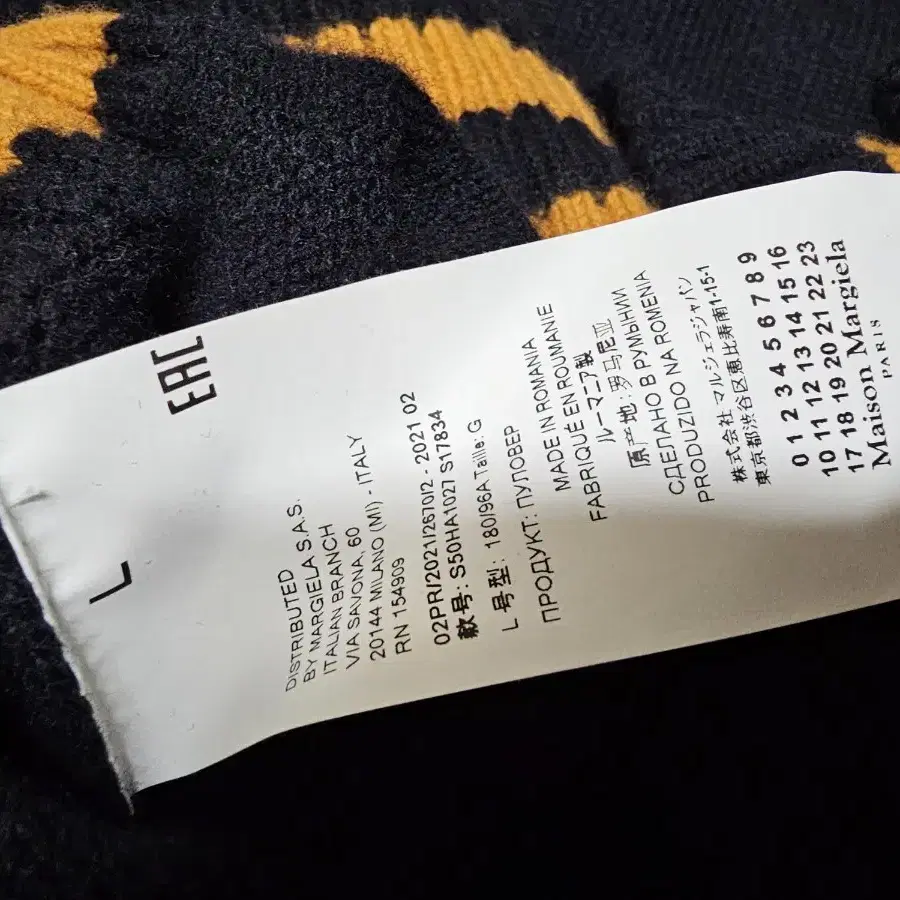 Maison Margiela
PARIS
0 1 2 3 4 5 6 7 8 9
10 11 12 13 14 15 16
17 18 19 20 21 22 23
株式会社 マルジェラジャパン
東京都渋谷区恵比寿南1-15-1
MADE IN ROMANIA
FABRIQUÉ EN ROUMANIE
ルーマニア製
原产地: 罗马尼亚
СДЕЛАНО В РУМЫНИИ
PRODUZIDO NA ROMENIA
02PR/2021/2670/2 - 2021 02
款号: S50HA1027 S17834
L 号型: 180/96A Taille: G
ПРОДУКТ: ПУЛОВЕР
DISTRIBUTED
BY MARGIELA S.A.S.
ITALIAN BRANCH
VIA SAVONA, 60
20144 MILANO (MI) - ITALY
RN 154909
EAC
L